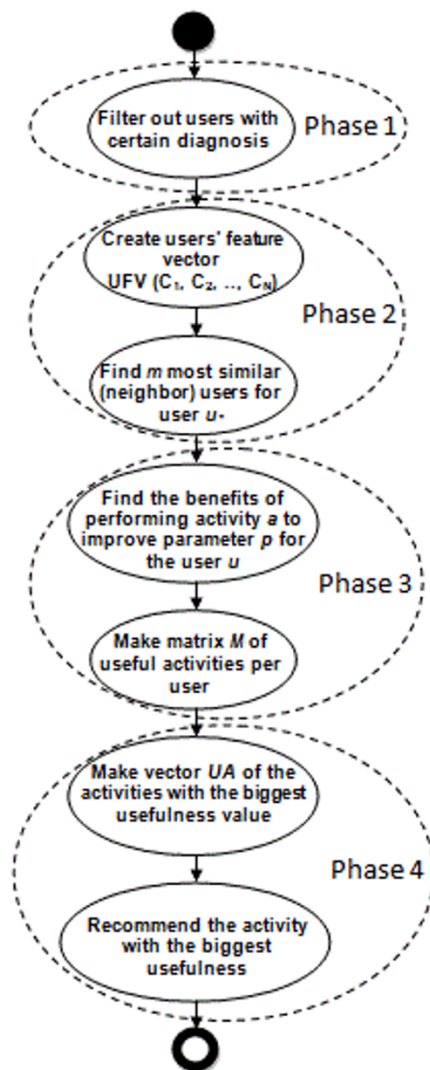 Filter out users with
certain diagnosis
Phase 1
Create users' feature
vector
UFV (C₁, C₂, .., Cₙ)
Phase 2
Find m most similar
(neighbor) users for
user u-
Find the benefits of
performing activity a to
improve parameter p for
the user u
Phase 3
Make matrix M of
useful activities per
user
Make vector UA of the
activities with the biggest
usefulness value
Phase 4
Recommend the activity
with the biggest
usefulness